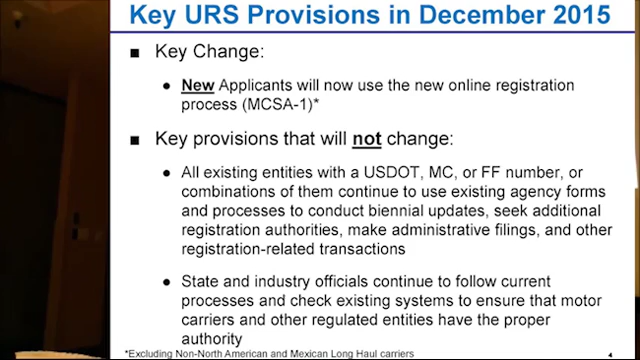 Key URS Provisions in December 2015
■ Key Change:
● New Applicants will now use the new online registration
process (MCSA-1)*
■ Key provisions that will not change:
● All existing entities with a USDOT, MC, or FF number, or
combinations of them continue to use existing agency forms
and processes to conduct biennial updates, seek additional
registration authorities, make administrative filings, and other
registration-related transactions
● State and industry officials continue to follow current
processes and check existing systems to ensure that motor
carriers and other regulated entities have the proper
authority
*Excluding Non-North American and Mexican Long Haul carriers
4